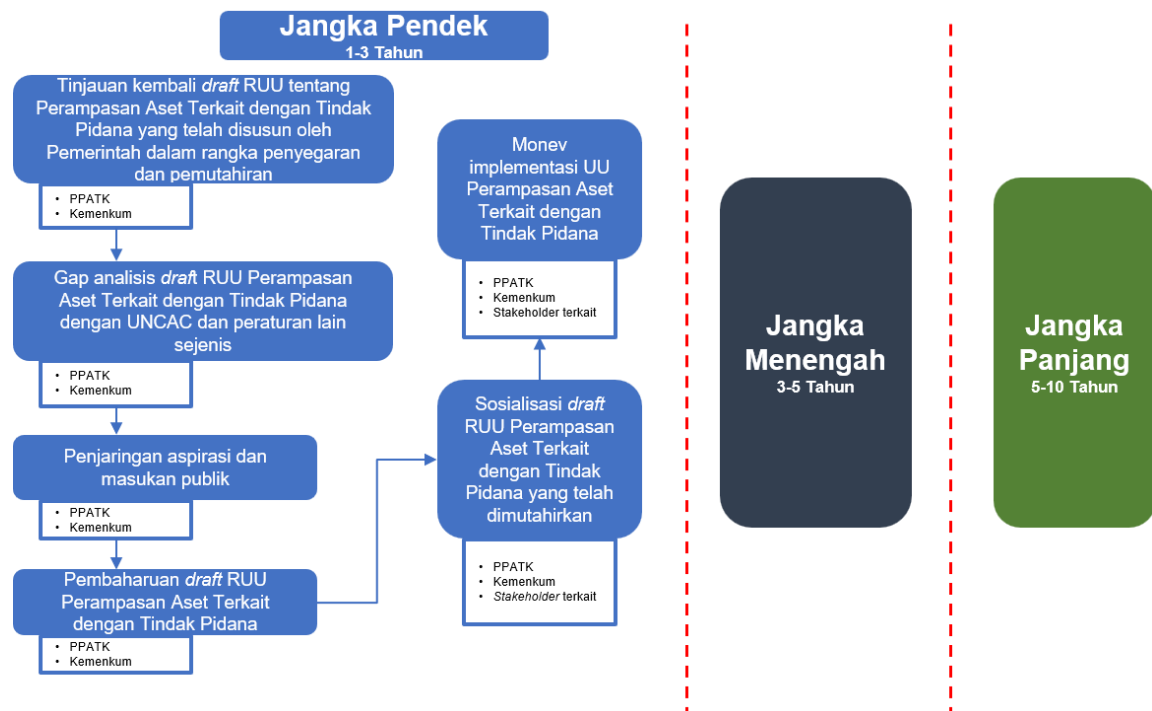 Jangka Pendek
1-3 Tahun
Tinjauan kembali draft RUU tentang
Perampasan Aset Terkait dengan Tindak
Pidana yang telah disusun oleh
Pemerintah dalam rangka penyegaran
dan pemutahiran
• PPATK
• Kemenkum
Gap analisis draft RUU Perampasan
Aset Terkait dengan Tindak Pidana
dengan UNCAC dan peraturan lain
sejenis
• PPATK
• Kemenkum
Penjaringan aspirasi dan
masukan publik
• PPATK
• Kemenkum
Pembaharuan draft RUU
Perampasan Aset Terkait
dengan Tindak Pidana
• PPATK
• Kemenkum
Sosialisasi draft
RUU Perampasan
Aset Terkait
dengan Tindak
Pidana yang telah
dimutahirkan
• PPATK
• Kemenkum
• Stakeholder terkait
Monev
implementasi UU
Perampasan Aset
Terkait dengan
Tindak Pidana
• PPATK
• Kemenkum
• Stakeholder terkait
Jangka
Menengah
3-5 Tahun
Jangka
Panjang
5-10 Tahun